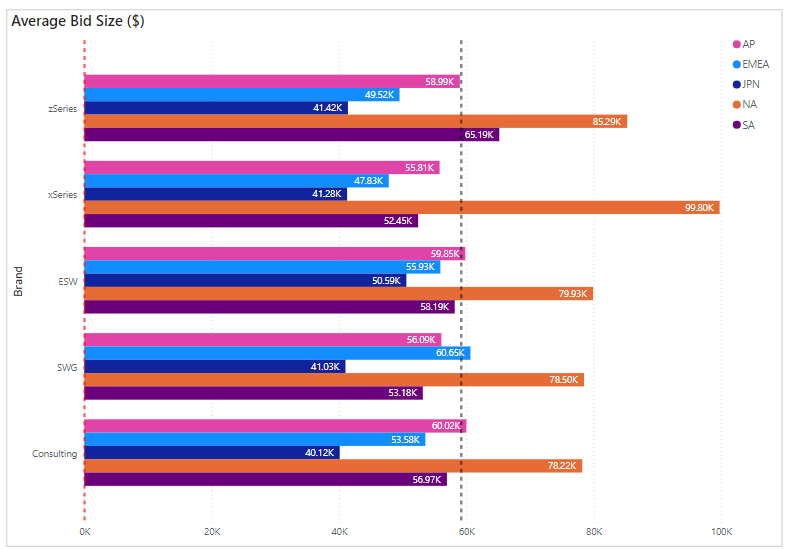 Average Bid Size ($)
AP
EMEA
JPN
NA
SA
Brand
zSeries
58.99K
49.52K
41.42K
85.29K
65.19K
xSeries
55.81K
47.83K
41.28K
99.80K
52.45K
ESW
59.85K
55.93K
50.59K
79.93K
58.19K
SWG
56.09K
60.65K
41.03K
78.50K
53.18K
Consulting
60.02K
53.58K
40.12K
78.22K
56.97K
0K 20K 40K 60K 80K 100K